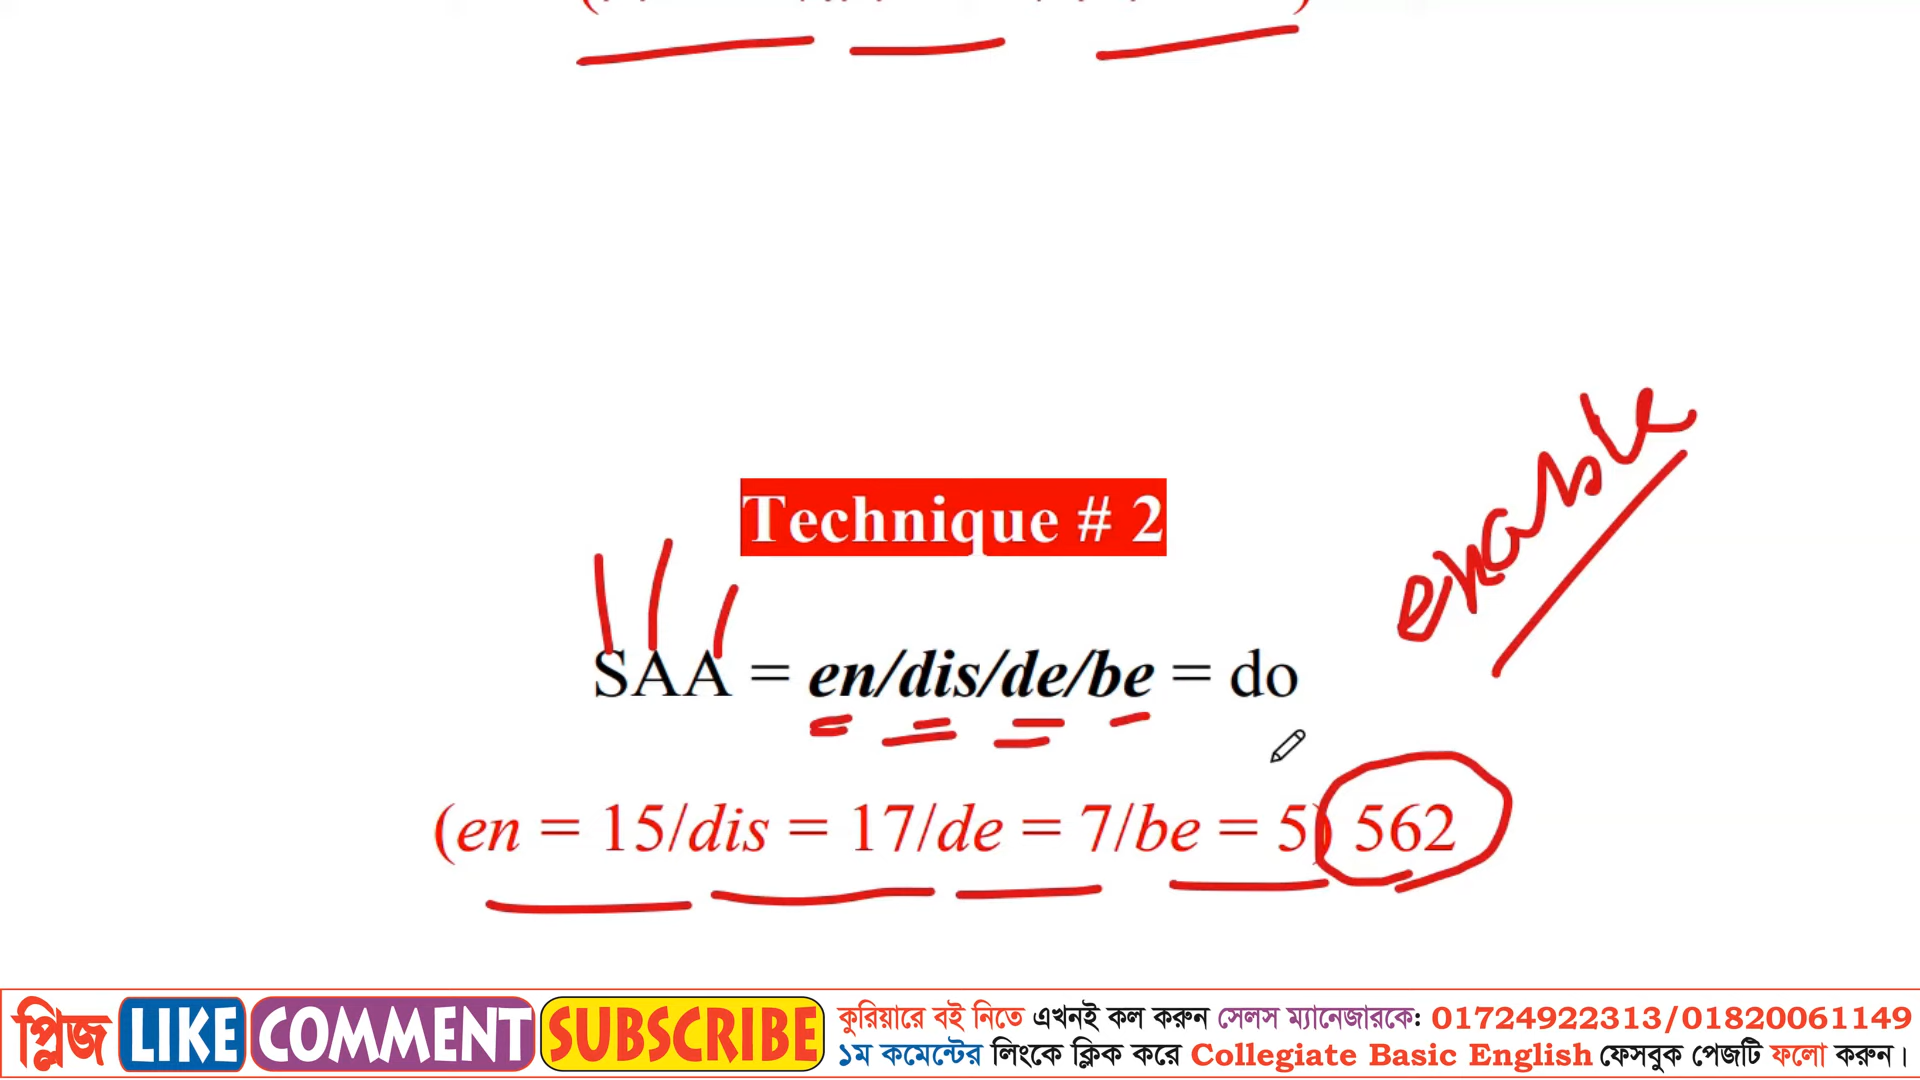 Technique # 2
enable
SAA = en/dis/de/be = do
(en = 15/dis = 17/de = 7/be = 5) 562
প্লিজ LIKE COMMENT SUBSCRIBE
কুরিয়ারে বই নিতে এখনই কল করুন সেলস ম্যানেজারকে: 01724922313/01820061149
১ম কমেন্টের লিংকে ক্লিক করে Collegiate Basic English ফেসবুক পেজটি ফলো করুন।